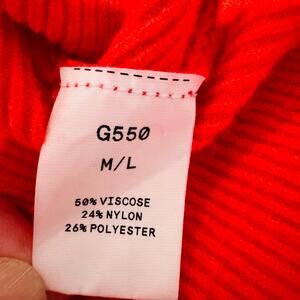 G550
M/L
50% VISCOSE
24% NYLON
26% POLYESTER